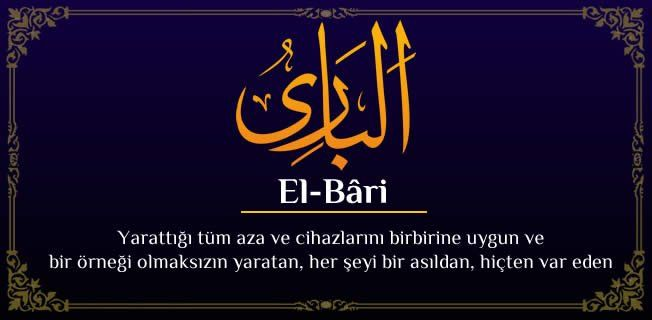 اَلْبَارِئُ
El-Bâri
Yarattığı tüm aza ve cihazlarını birbirine uygun ve
bir örneği olmaksızın yaratan, her şeyi bir asıldan, hiçten var eden